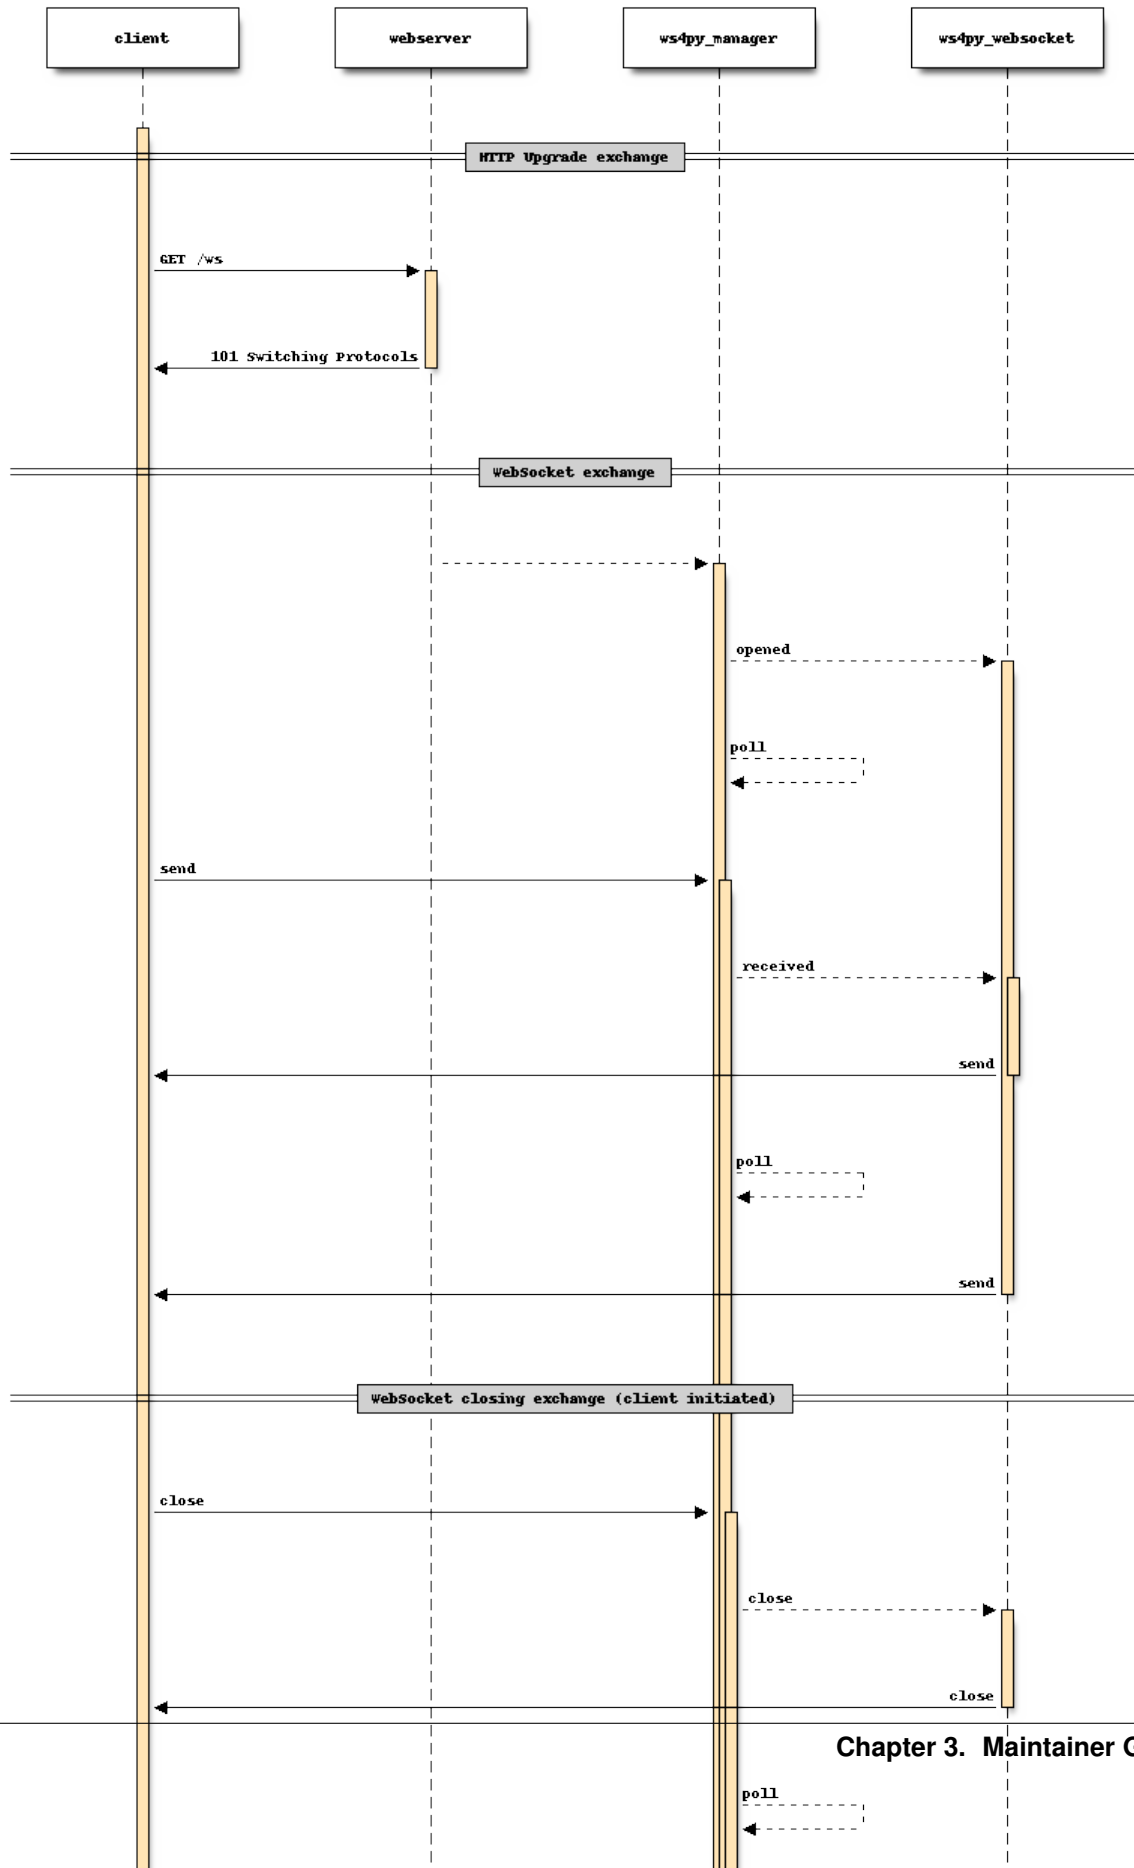 client webserver ws4py_manager ws4py_websocket
HTTP Upgrade exchange
GET /ws
101 Switching Protocols
WebSocket exchange
opened
poll
send
received
send
poll
send
WebSocket closing exchange (client initiated)
close
close
close
Chapter 3. Maintainer
poll